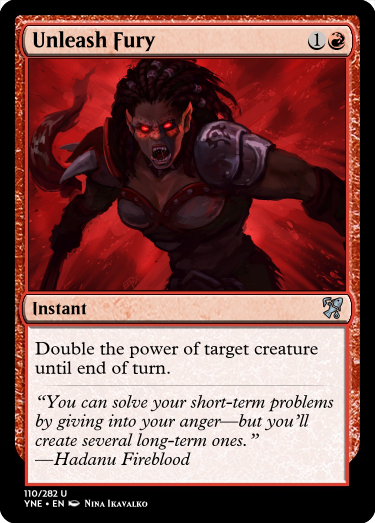 Unleash Fury 1
Instant
Double the power of target creature
until end of turn.
“You can solve your short-term problems
by giving into your anger—but you’ll
create several long-term ones.”
—Hadanu Fireblood
110/282 U
YNE • EN Nina Ikavalko